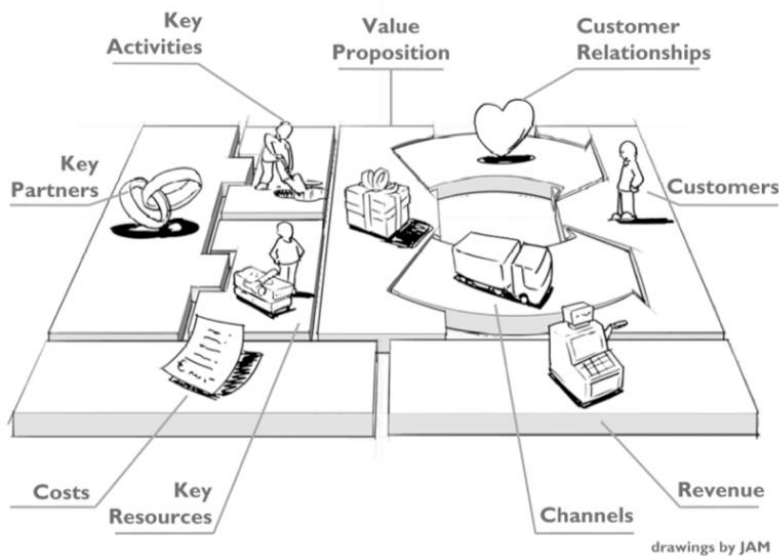 Key
Activities
Value
Proposition
Customer
Relationships
Key
Partners
Customers
Costs
Key
Resources
Channels
Revenue
drawings by JAM